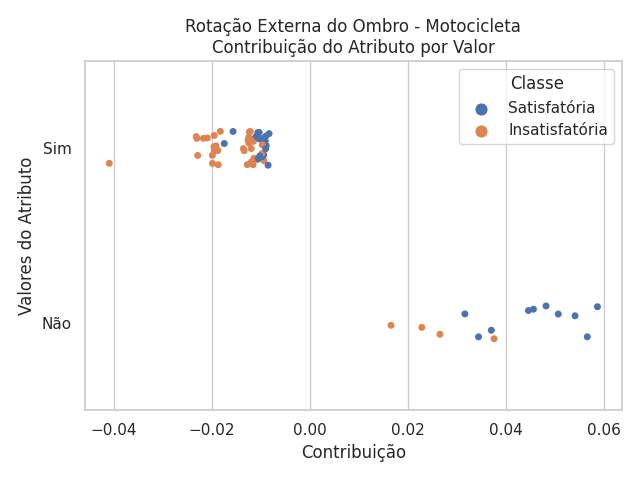 Rotação Externa do Ombro - Motocicleta
Contribuição do Atributo por Valor
Classe
Satisfatória
Insatisfatória
Valores do Atributo
Sim
Não
−0.04
−0.02
0.00
0.02
0.04
0.06
Contribuição